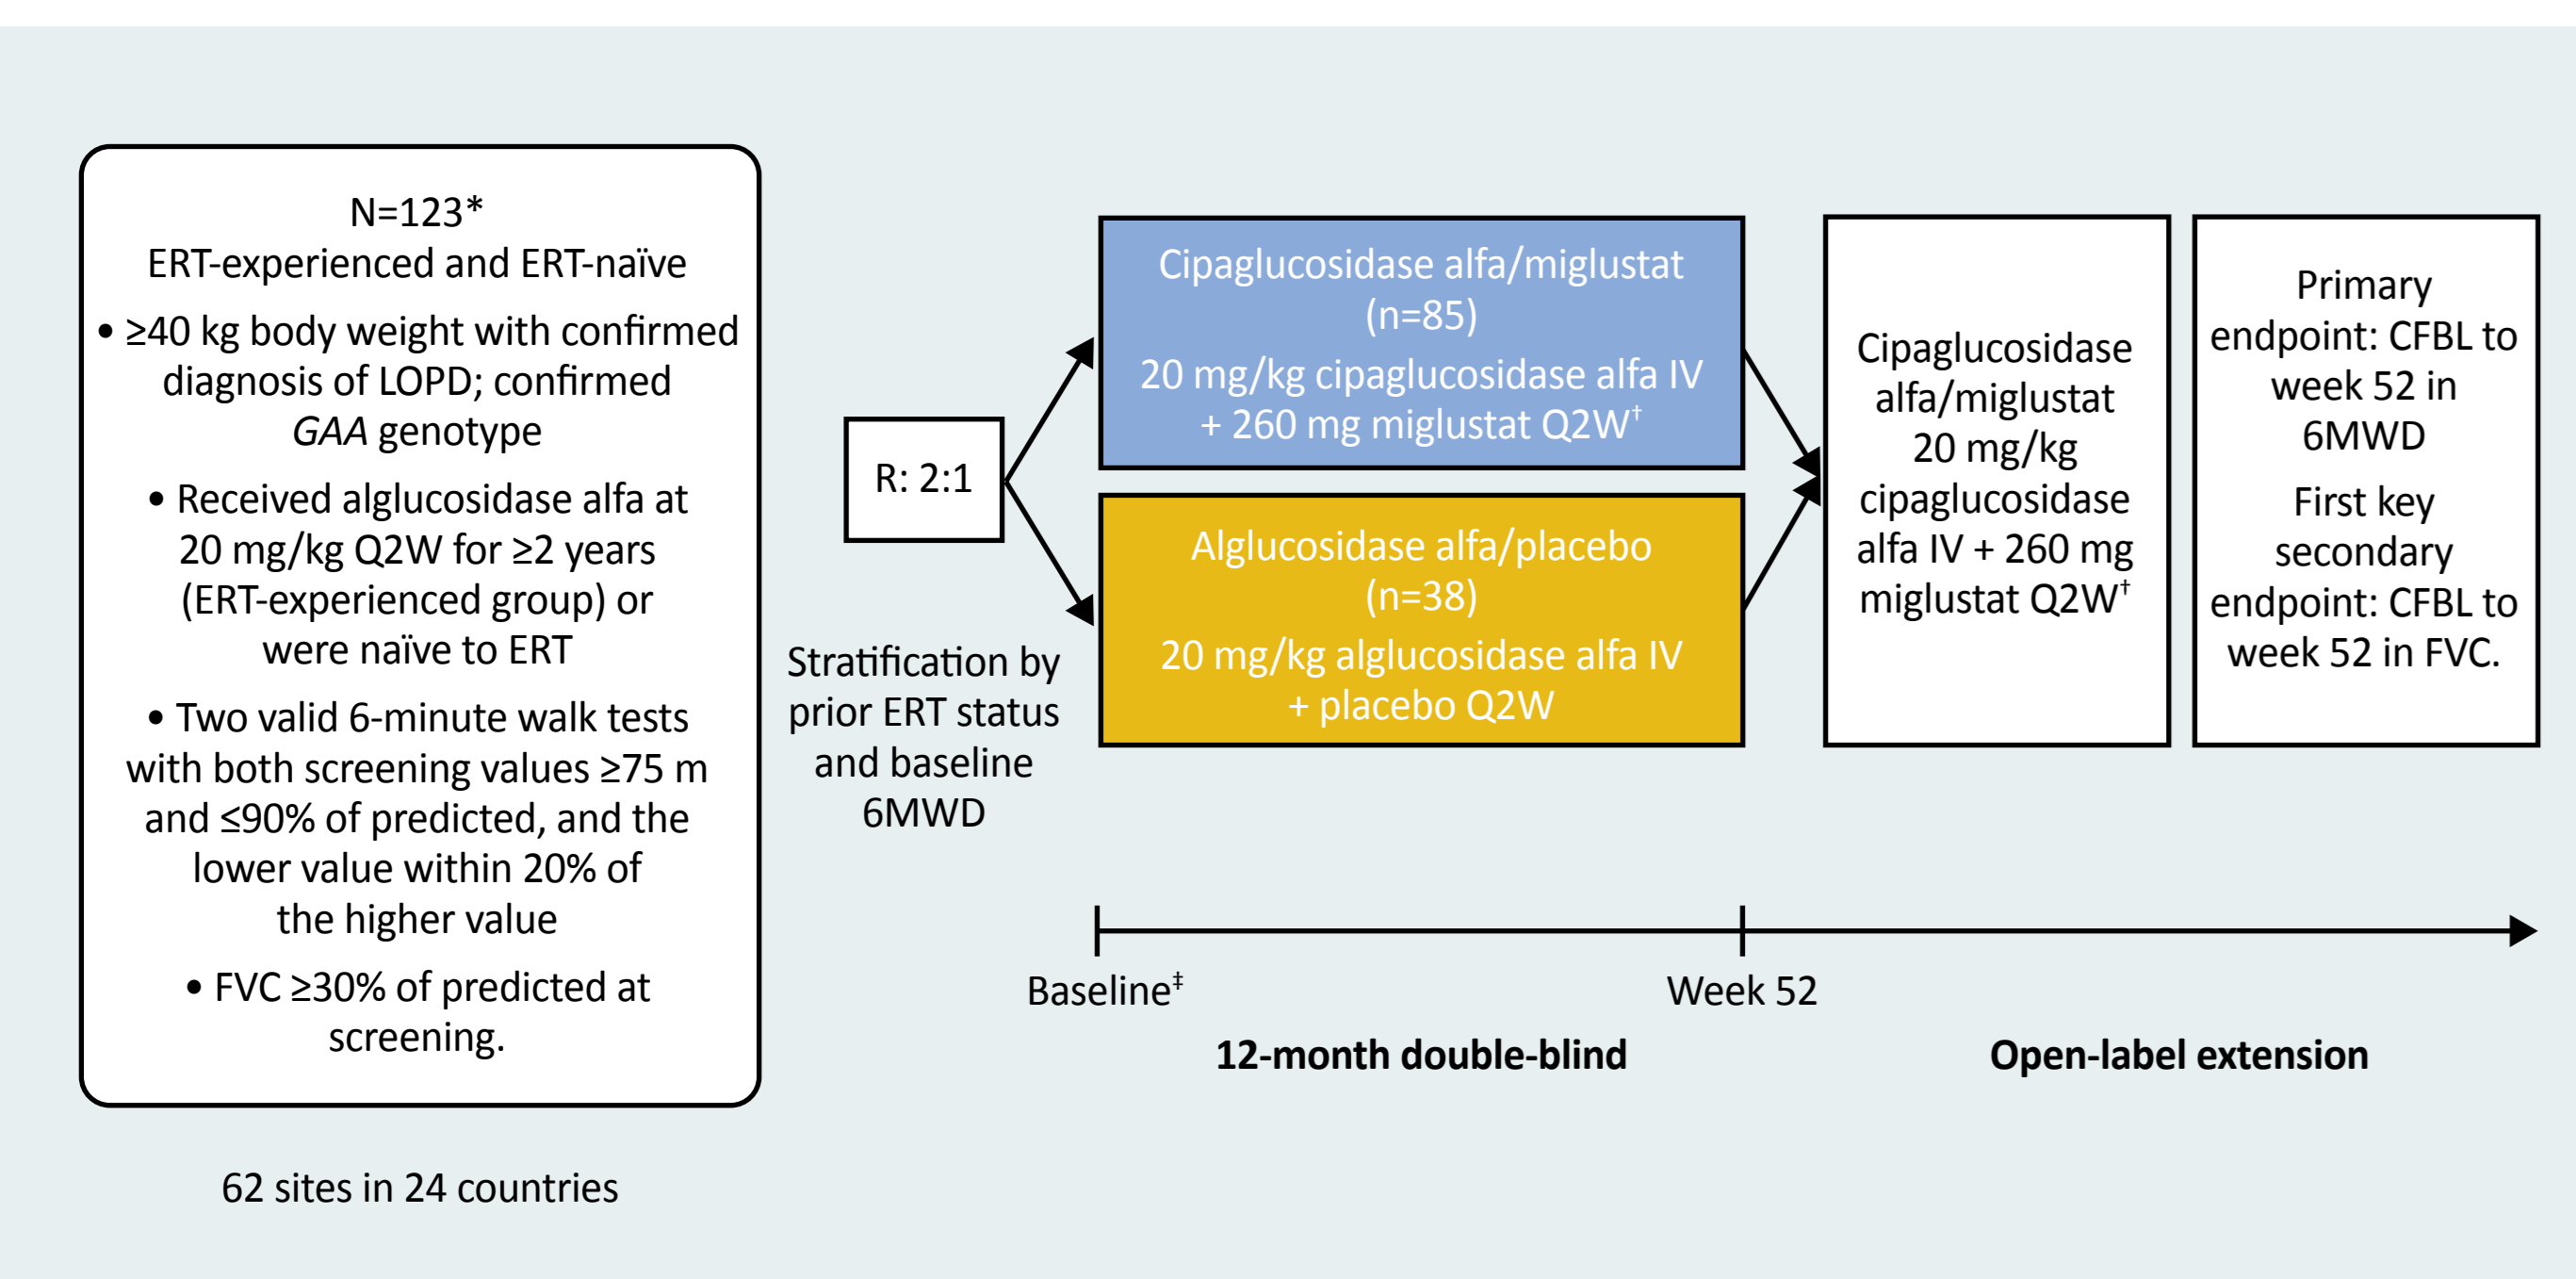 N=123*
ERT-experienced and ERT-naïve
• ≥40 kg body weight with confirmed
diagnosis of LOPD; confirmed
GAA genotype
• Received alglucosidase alfa at
20 mg/kg Q2W for ≥2 years
(ERT-experienced group) or
were naïve to ERT
• Two valid 6-minute walk tests
with both screening values ≥75 m
and ≤90% of predicted, and the
lower value within 20% of
the higher value
• FVC ≥30% of predicted at
screening.
62 sites in 24 countries
R: 2:1
Stratification by
prior ERT status
and baseline
6MWD
Cipaglucosidase alfa/miglustat
(n=85)
20 mg/kg cipaglucosidase alfa IV
+ 260 mg miglustat Q2W†
Alglucosidase alfa/placebo
(n=38)
20 mg/kg alglucosidase alfa IV
+ placebo Q2W
Cipaglucosidase
alfa/miglustat
20 mg/kg
cipaglucosidase
alfa IV + 260 mg
miglustat Q2W†
Primary
endpoint: CFBL to
week 52 in
6MWD
First key
secondary
endpoint: CFBL to
week 52 in FVC.
Baseline‡
Week 52
12-month double-blind
Open-label extension